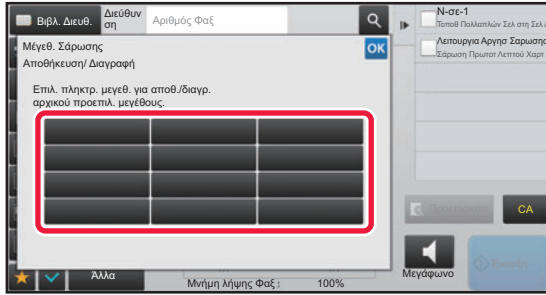 Βιβλ. Διευθ.
Διεύθυν
ση
Αριθμός Φαξ
N-σε-1
Τοποθ Πολλαπλών Σελ στη Σελ
Λειτουργια Αργησ Σαρωσης
Σάρωση Πρωτοτ Λεπτού Χαρτ
Μέγεθ. Σάρωσης
OK
Αποθήκευση/ Διαγραφή
Επιλ. πληκτρ. μεγεθ. για αποθ./διαγρ.
αρχικού προεπιλ. μεγέθους.
CA
Έναρξη
Μεγάφωνο
Άλλα
Μνήμη λήψης Φαξ : 100%